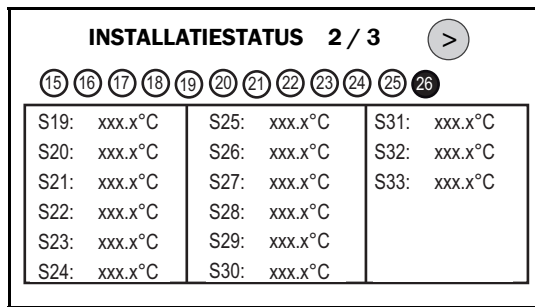 INSTALLATIESTATUS 2 / 3 >
15 16 17 18 19 20 21 22 23 24 25 26
S19: xxx.x°C S25: xxx.x°C S31: xxx.x°C
S20: xxx.x°C S26: xxx.x°C S32: xxx.x°C
S21: xxx.x°C S27: xxx.x°C S33: xxx.x°C
S22: xxx.x°C S28: xxx.x°C
S23: xxx.x°C S29: xxx.x°C
S24: xxx.x°C S30: xxx.x°C